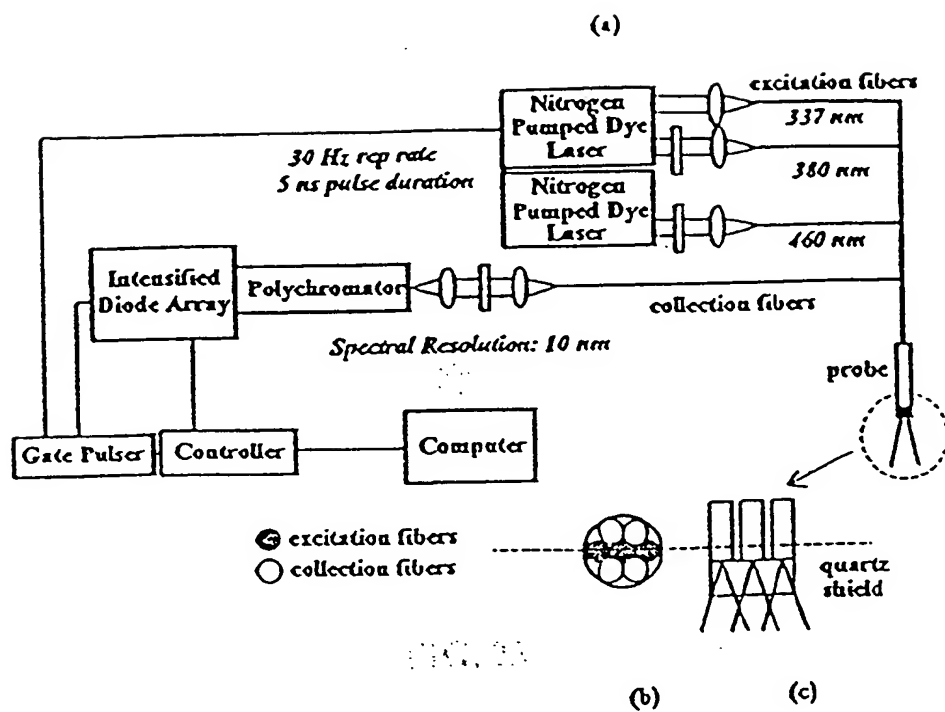 (a)
excitation fibers
Nitrogen
Pumped Dye
Laser
337 nm
30 Hz rep rate
5 ns pulse duration
380 nm
Nitrogen
Pumped Dye
Laser
460 nm
Intensified
Diode Array
Polychromator
collection fibers
Spectral Resolution: 10 nm
probe
Gate Pulser
Controller
Computer
excitation fibers
collection fibers
quartz
shield
(b)
(c)